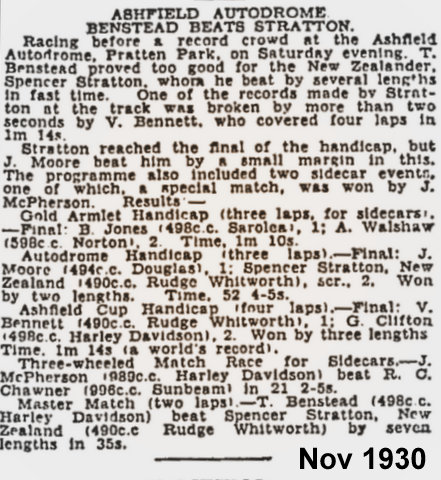 ASHFIELD AUTODROME.
BENSTEAD BEATS STRATTON.
Racing before a record crowd at the Ashfield
Autodrome, Pratten Park, on Saturday evening, T.
Benstead proved too good for the New Zealander,
Spencer Stratton, whom he beat by several lengths
in fast time. One of the records made by Strat-
ton at the track was broken by more than two
seconds by V. Bennett, who covered four laps in
1m 14s.
Stratton reached the final of the handicap, but
J. Moore beat him by a small margin in this.
The programme also included two sidecar events,
one of which, a special match, was won by J.
McPherson. Results —
Gold Armlet Handicap (three laps, for sidecars).
—Final: B. Jones (498c.c. Sarolea), 1; A. Walshaw
(598c.c. Norton), 2. Time, 1m 10s.
Autodrome Handicap (three laps).—Final: J.
Moore (494c.c. Douglas), 1; Spencer Stratton, New
Zealand (490c.c. Rudge Whitworth), scr., 2. Won
by two lengths. Time, 52 4-5s.
Ashfield Cup Handicap (four laps).—Final: V.
Bennett (490c.c. Rudge Whitworth), 1; G. Clifton
(498c.c. Harley Davidson), 2. Won by three lengths
Time, 1m 14s (a world's record).
Three-wheeled Match Race for Sidecars.—J.
McPherson (989c.c. Harley Davidson) beat R. C.
Chawner (996c.c. Sunbeam) in 21 2-5s.
Master Match (two laps).—T. Benstead (498c.c.
Harley Davidson) beat Spencer Stratton, New
Zealand (490c.c Rudge Whitworth) by seven
lengths in 35s.
Nov 1930